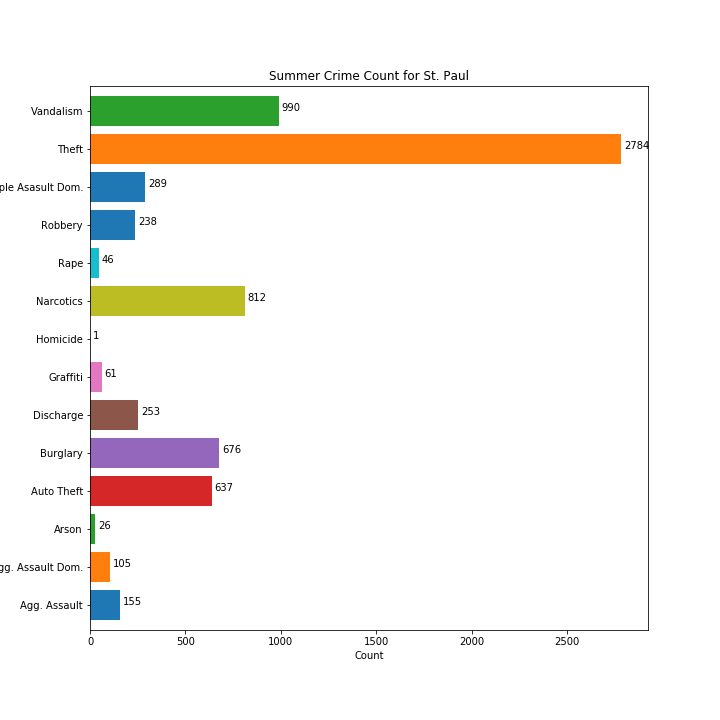 Summer Crime Count for St. Paul
Vandalism 990
Theft 2784
ple Asasult Dom. 289
Robbery 238
Rape 46
Narcotics 812
Homicide 1
Graffiti 61
Discharge 253
Burglary 676
Auto Theft 637
Arson 26
gg. Assault Dom. 105
Agg. Assault 155
0 500 1000 1500 2000 2500
Count